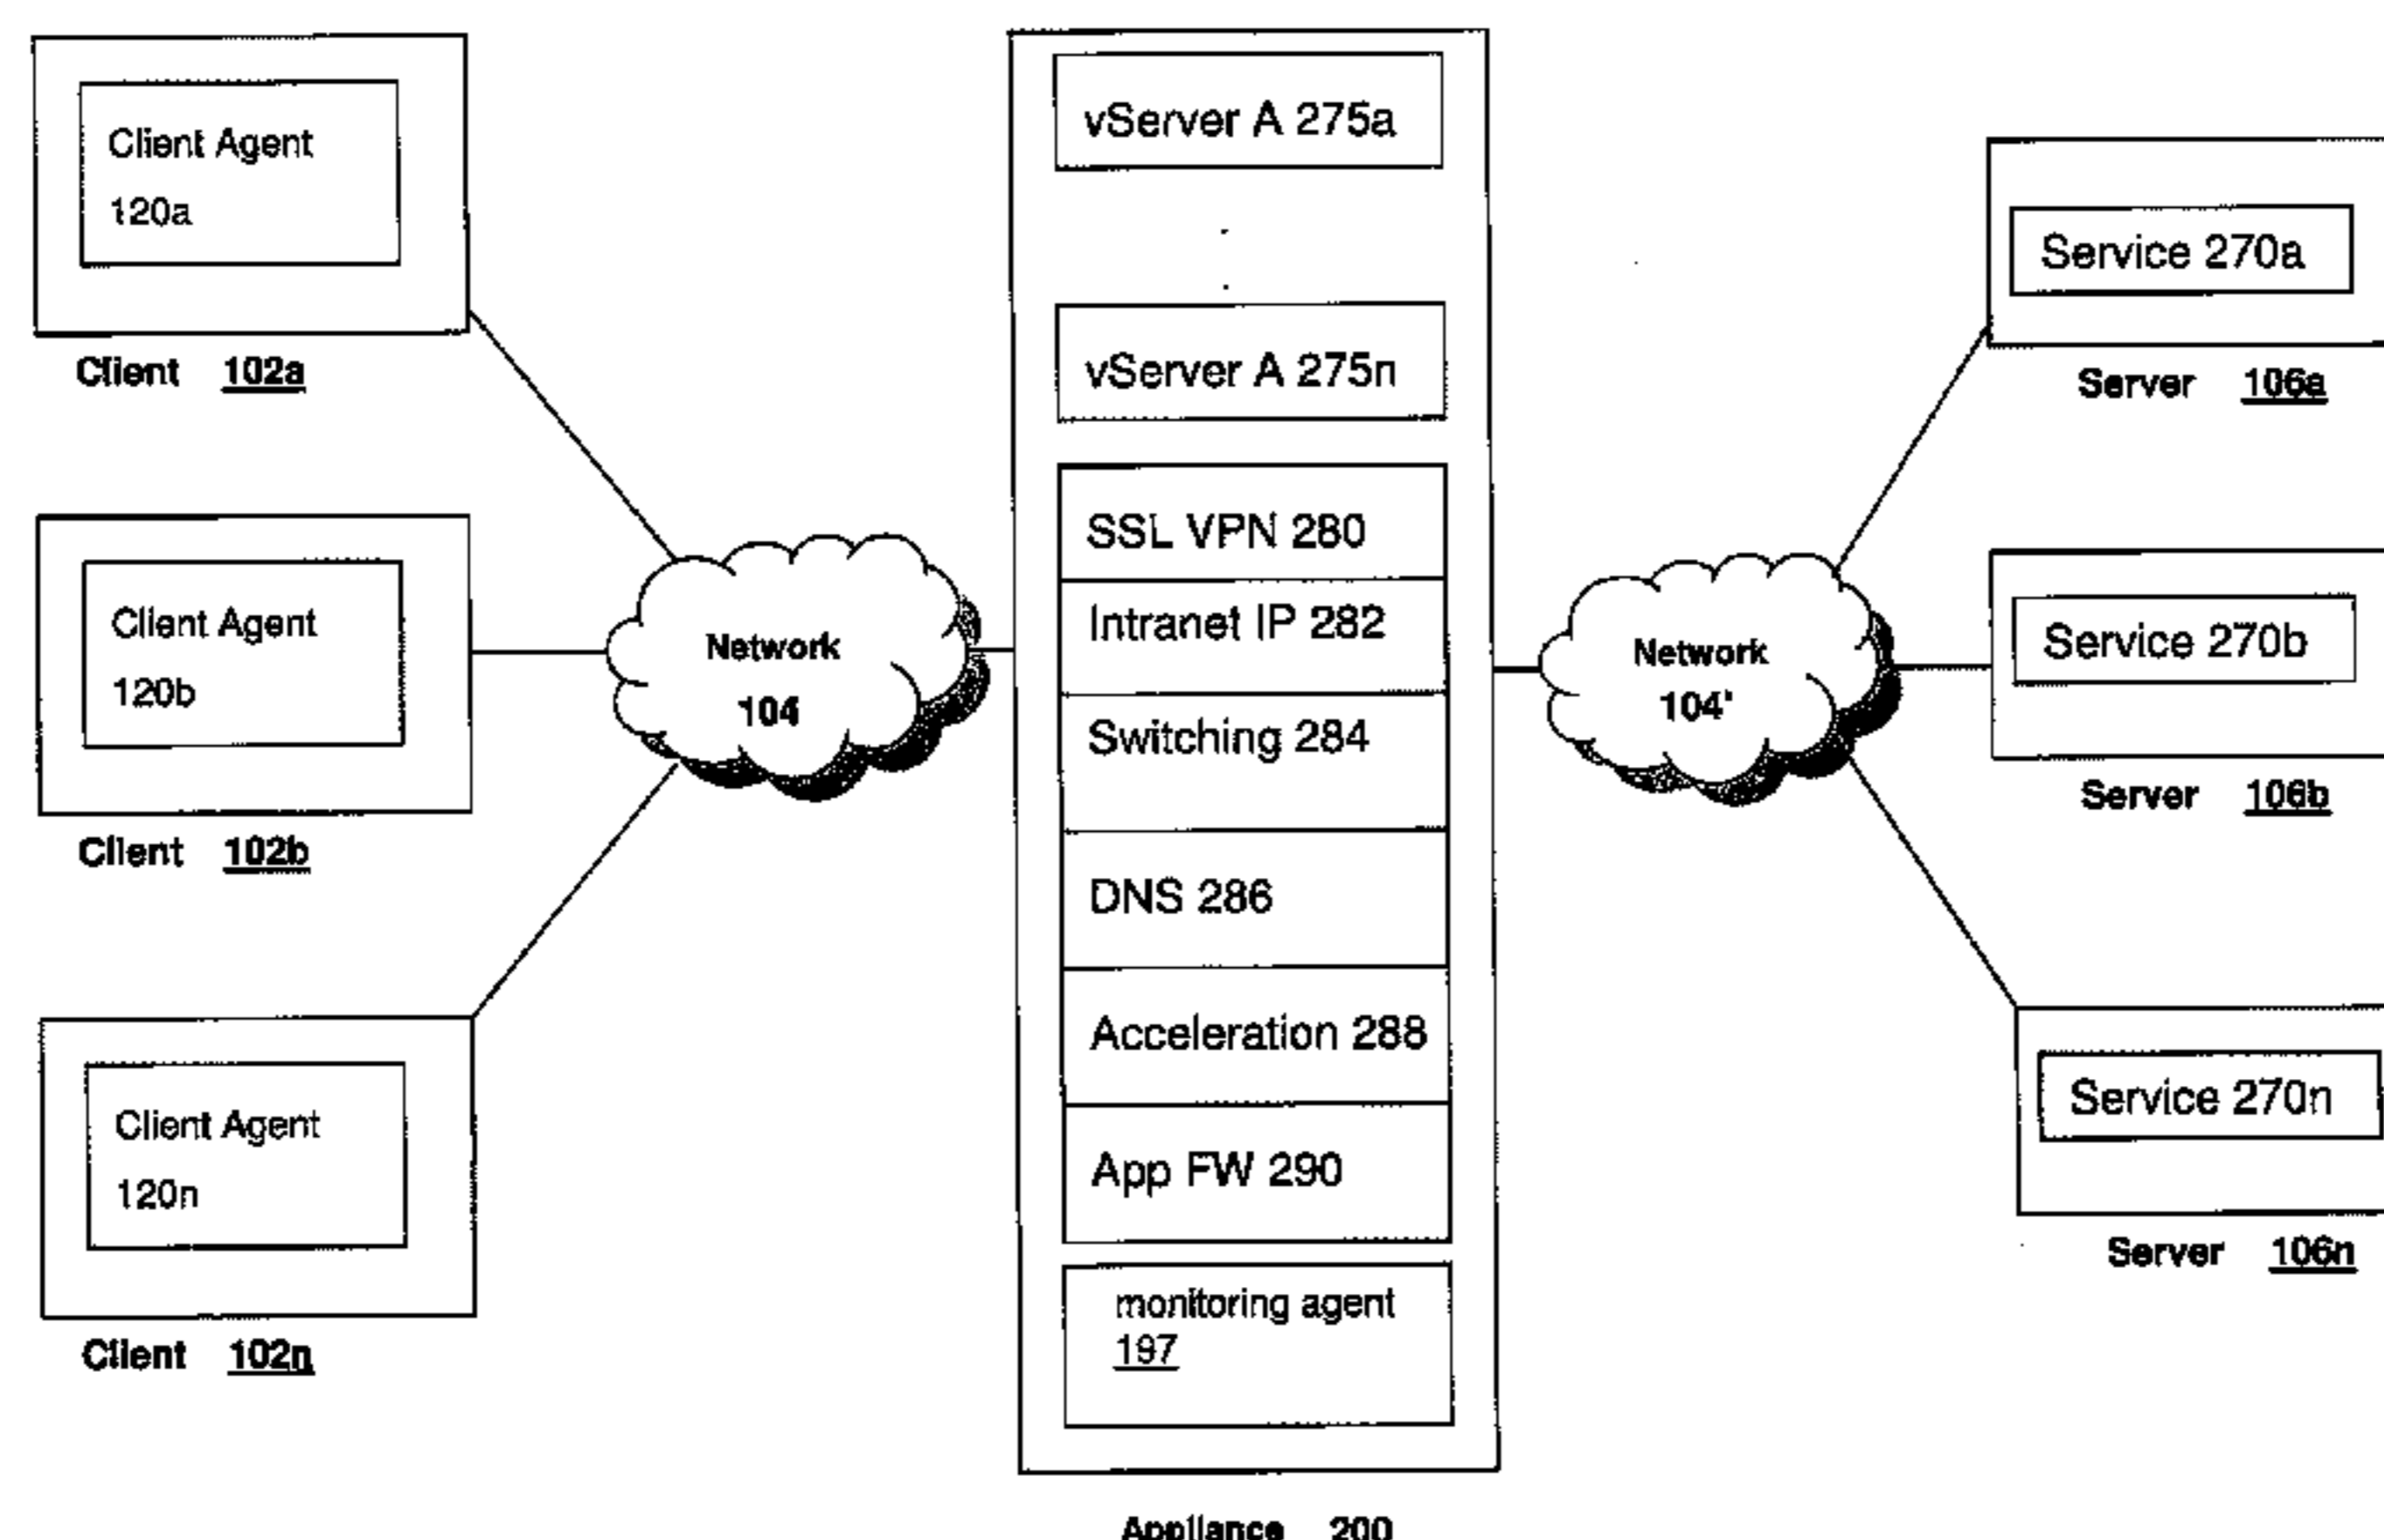 Client Agent
120a
Client 102a
Client Agent
120b
Client 102b
Client Agent
120n
Client 102n
Network
104
vServer A 275a
vServer A 275n
SSL VPN 280
Intranet IP 282
Switching 284
DNS 286
Acceleration 288
App FW 290
monitoring agent
197
Appliance 200
Network
104'
Service 270a
Server 106a
Service 270b
Server 106b
Service 270n
Server 106n